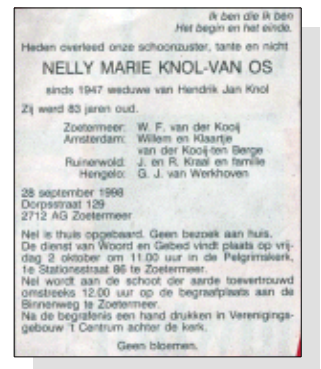 Ik ben die ik ben
Het begin en het einde.
Heden overleed onze schoonzuster, tante en nicht
NELLY MARIE KNOL-VAN OS
sinds 1947 weduwe van Hendrik Jan Knol
Zij werd 83 jaren oud.
Zoetermeer: W. F. van der Kooij
Amsterdam: Willem en Klaartje
van der Kooij-ten Berge
Ruinerwold: J. en R. Kraal en familie
Hengelo: G. J. van Werkhoven
28 september 1998
Dorpsstraat 129
2712 AG Zoetermeer
Nel is thuis opgebaard. Geen bezoek aan huis.
De dienst van Woord en Gebed vindt plaats op vrij-
dag 2 oktober om 11.00 uur in de Pelgrimskerk,
1e Stationsstraat 86 te Zoetermeer.
Nel wordt aan de schoot der aarde toevertrouwd
omstreeks 12.00 uur op de begraafplaats aan de
Binnenweg te Zoetermeer.
Na de begrafenis een hand drukken in Verenigings-
gebouw 't Centrum achter de kerk.
Geen bloemen.